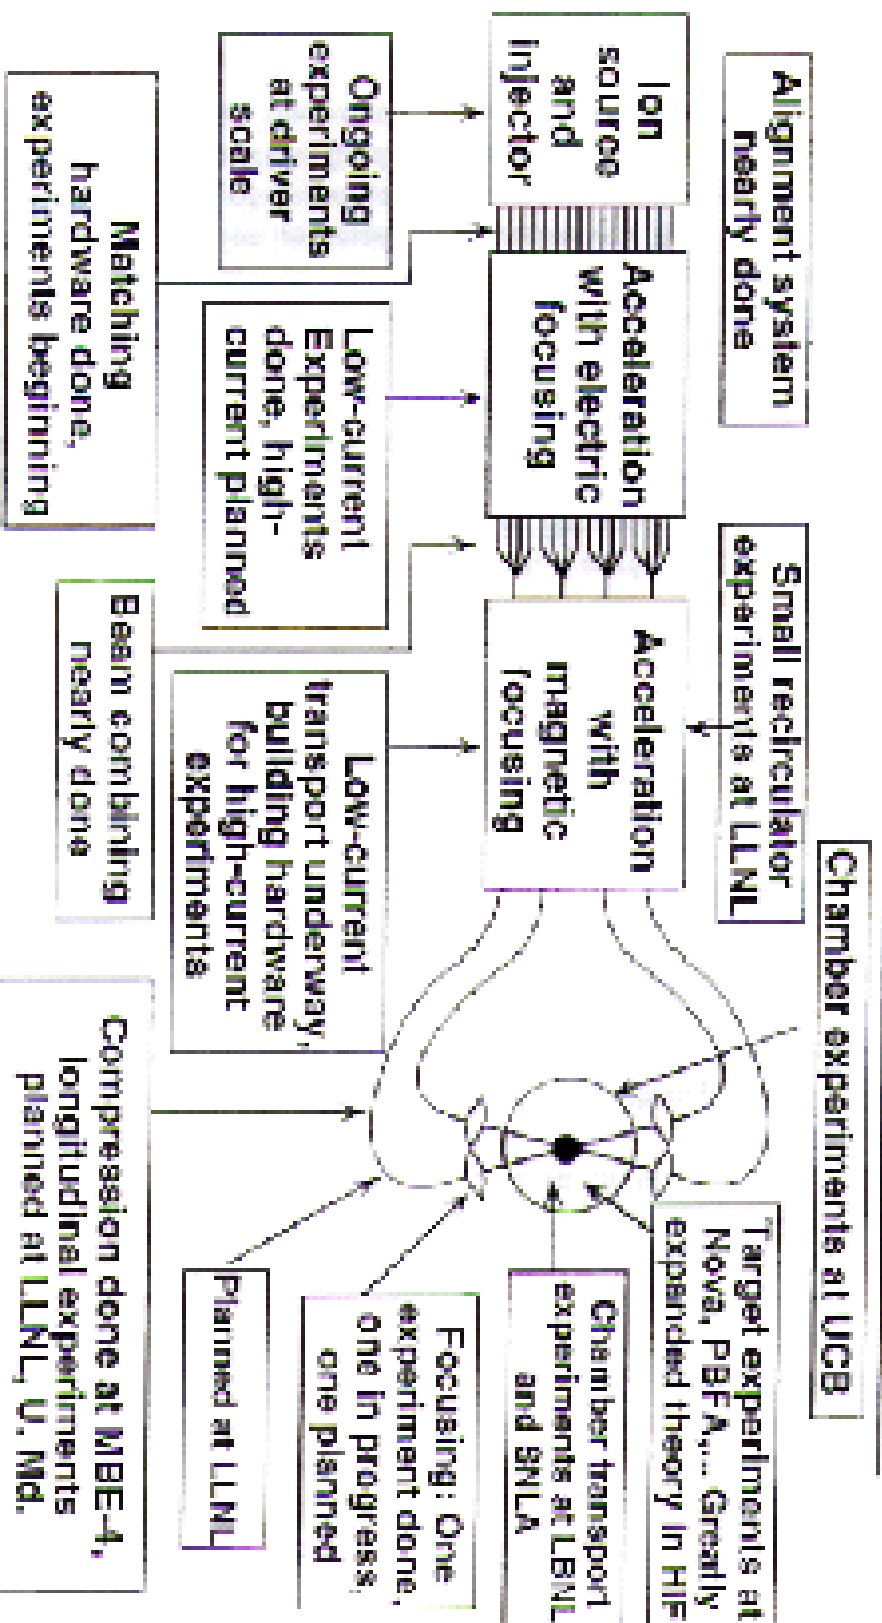 Alignment system
nearly done
Small recirculator
experiments at LLNL
Chamber experiments at UCB
Ion
source
and
injector
Acceleration
with electric
focusing
Acceleration
with
magnetic
focusing
Target experiments at
Nova, PBFA,... Greatly
expanded theory in HIF
Chamber transport
experiments at LBNL
and SNLA
Ongoing
experiments
at driver
scale
Low-current
Experiments
done, high-
current planned
Low-current
transport underway,
building hardware
for high-current
experiments
Focusing: One
experiment done,
one in progress,
one planned
Planned at LLNL
Matching
hardware done,
experiments beginning
Beam combining
nearly done
Compression done at MBE-4,
longitudinal experiments
planned at LLNL, U. Md.